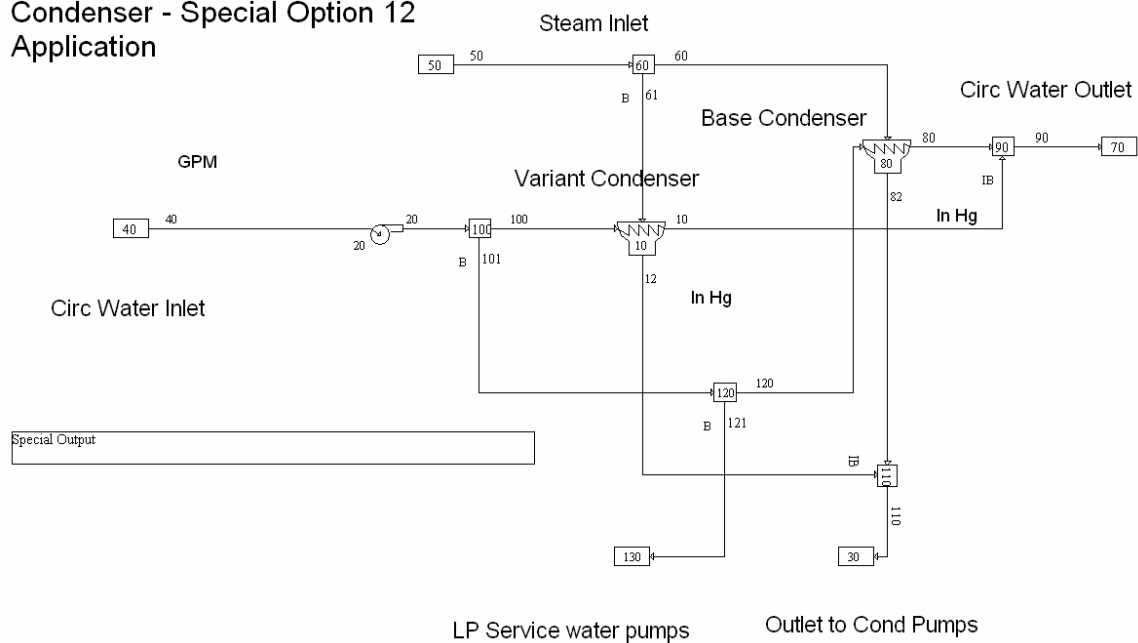 Condenser - Special Option 12
Application
Steam Inlet
50
50
60
60
B
61
Circ Water Outlet
Base Condenser
80
80
90
90
70
IB
82
In Hg
GPM
Variant Condenser
40
40
20
20
100
100
10
10
B
101
12
In Hg
Circ Water Inlet
120
120
B
121
Special Output
IB
110
110
130
30
LP Service water pumps
Outlet to Cond Pumps